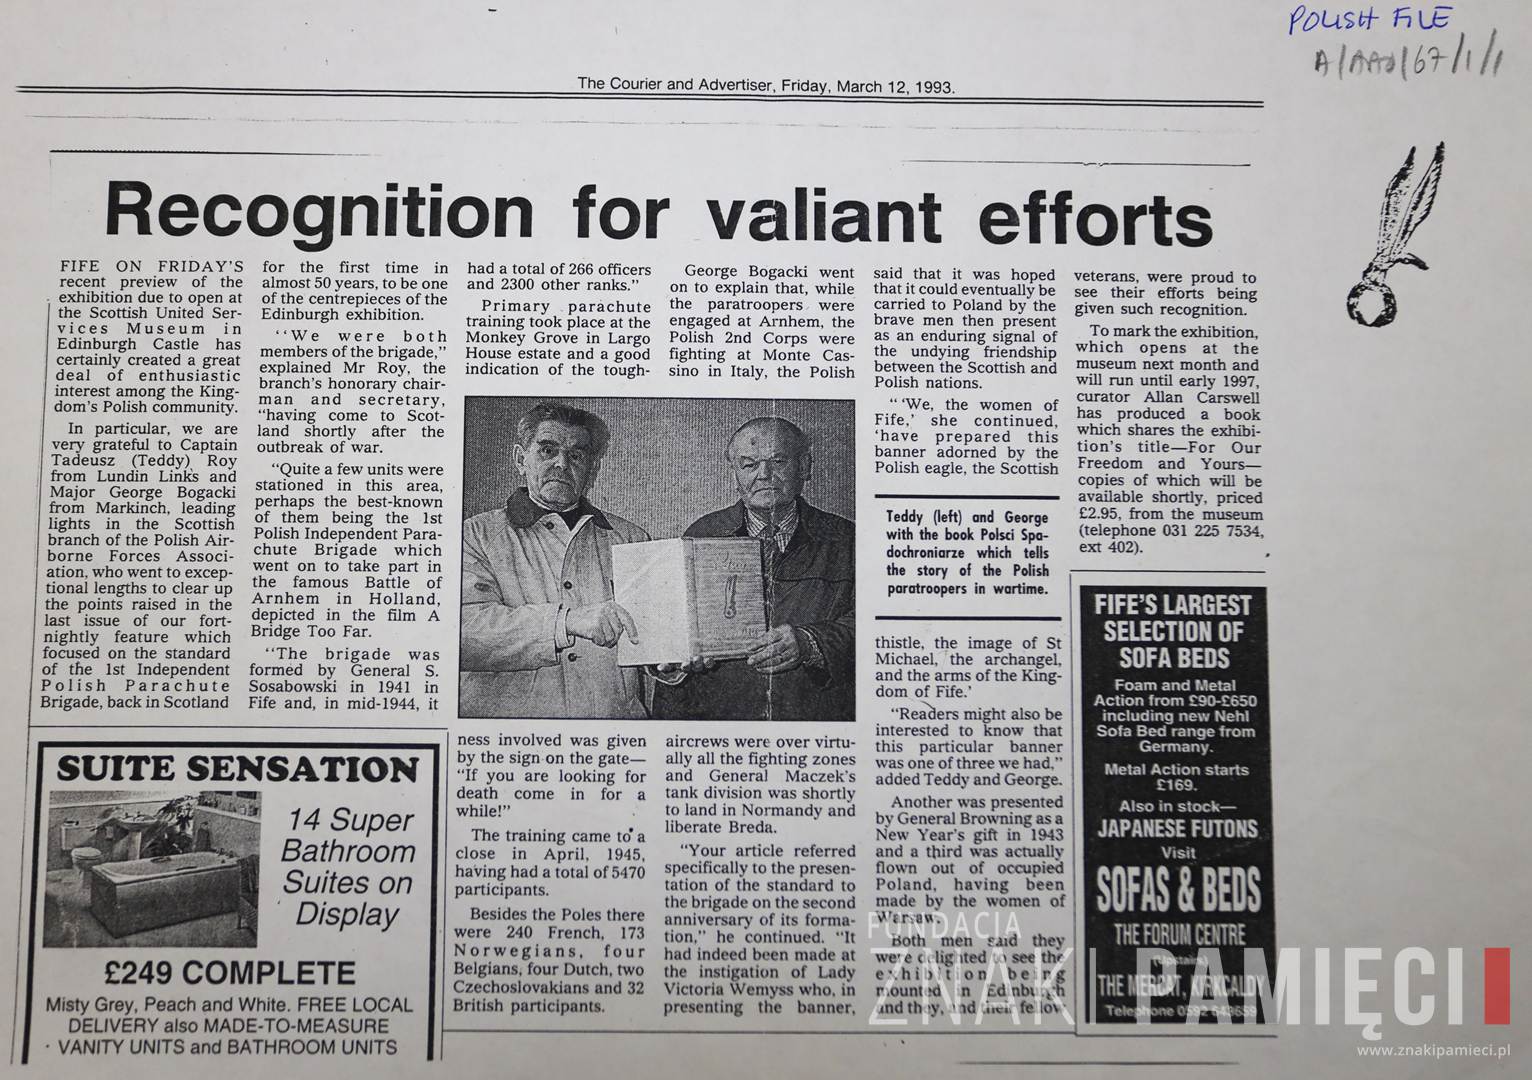 POLISH FILE
A/AAD/67/1/1
The Courier and Advertiser, Friday, March 12, 1993.
Recognition for valiant efforts
FIFE ON FRIDAY'S
recent preview of the
exhibition due to open at
the Scottish United Ser-
vices Museum in
Edinburgh Castle has
certainly created a great
deal of enthusiastic
interest among the King-
dom's Polish community.
In particular, we are
very grateful to Captain
Tadeusz (Teddy) Roy
from Lundin Links and
Major George Bogacki
from Markinch, leading
lights in the Scottish
branch of the Polish Air-
borne Forces Associ-
ation, who went to excep-
tional lengths to clear up
the points raised in the
last issue of our fort-
nightly feature which
focused on the standard
of the 1st Independent
Polish Parachute
Brigade, back in Scotland
for the first time in
almost 50 years, to be one
of the centrepieces of the
Edinburgh exhibition.
"We were both
members of the brigade,"
explained Mr Roy, the
branch's honorary chair-
man and secretary,
"having come to Scot-
land shortly after the
outbreak of war.
"Quite a few units were
stationed in this area,
perhaps the best-known
of them being the 1st
Polish Independent Para-
chute Brigade which
went on to take part in
the famous Battle of
Arnhem in Holland,
depicted in the film A
Bridge Too Far.
"The brigade was
formed by General S.
Sosabowski in 1941 in
Fife and, in mid-1944, it
had a total of 266 officers
and 2300 other ranks."
Primary parachute
training took place at the
Monkey Grove in Largo
House estate and a good
indication of the tough-
ness involved was given
by the sign on the gate—
"If you are looking for
death come in for a
while!"
The training came to a
close in April, 1945,
having had a total of 5470
participants.
Besides the Poles there
were 240 French, 173
Norwegians, four
Belgians, four Dutch, two
Czechoslovakians and 32
British participants.
George Bogacki went
on to explain that, while
the paratroopers were
engaged at Arnhem, the
Polish 2nd Corps were
fighting at Monte Cas-
sino in Italy, the Polish
aircrews were over virtu-
ally all the fighting zones
and General Maczek's
tank division was shortly
to land in Normandy and
liberate Breda.
"Your article referred
specifically to the presen-
tation of the standard to
the brigade on the second
anniversary of its forma-
tion," he continued. "It
had indeed been made at
the instigation of Lady
Victoria Wemyss who, in
presenting the banner,
said that it was hoped
that it could eventually be
carried to Poland by the
brave men then present
as an enduring signal of
the undying friendship
between the Scottish and
Polish nations.
"'We, the women of
Fife,' she continued,
'have prepared this
banner adorned by the
Polish eagle, the Scottish
Teddy (left) and George
with the book Polsci Spa-
dochroniarze which tells
the story of the Polish
paratroopers in wartime.
thistle, the image of St
Michael, the archangel,
and the arms of the King-
dom of Fife.'
"Readers might also be
interested to know that
this particular banner
was one of three we had,"
added Teddy and George.
Another was presented
by General Browning as a
New Year's gift in 1943
and a third was actually
flown out of occupied
Poland, having been
made by the women of
Warsaw.
Both men said they
were delighted to see the
exhibition being
mounted in Edinburgh
and they, and their fellow
veterans, were proud to
see their efforts being
given such recognition.
To mark the exhibition,
which opens at the
museum next month and
will run until early 1997,
curator Allan Carswell
has produced a book
which shares the exhibi-
tion's title—For Our
Freedom and Yours—
copies of which will be
available shortly, priced
£2.95, from the museum
(telephone 031 225 7534,
ext 402).
SUITE SENSATION
14 Super
Bathroom
Suites on
Display
£249 COMPLETE
Misty Grey, Peach and White. FREE LOCAL
DELIVERY also MADE-TO-MEASURE
VANITY UNITS and BATHROOM UNITS
FIFE'S LARGEST
SELECTION OF
SOFA BEDS
Foam and Metal
Action from £90-£650
including new Nehl
Sofa Bed range from
Germany.
Metal Action starts
£169.
Also in stock—
JAPANESE FUTONS
Visit
SOFAS & BEDS
THE FORUM CENTRE
(Upstairs)
THE MERCAT, KIRKCALDY
Telephone 0592 643659
FUNDACJA
ZNAKI PAMIĘCI
www.znakipamieci.pl